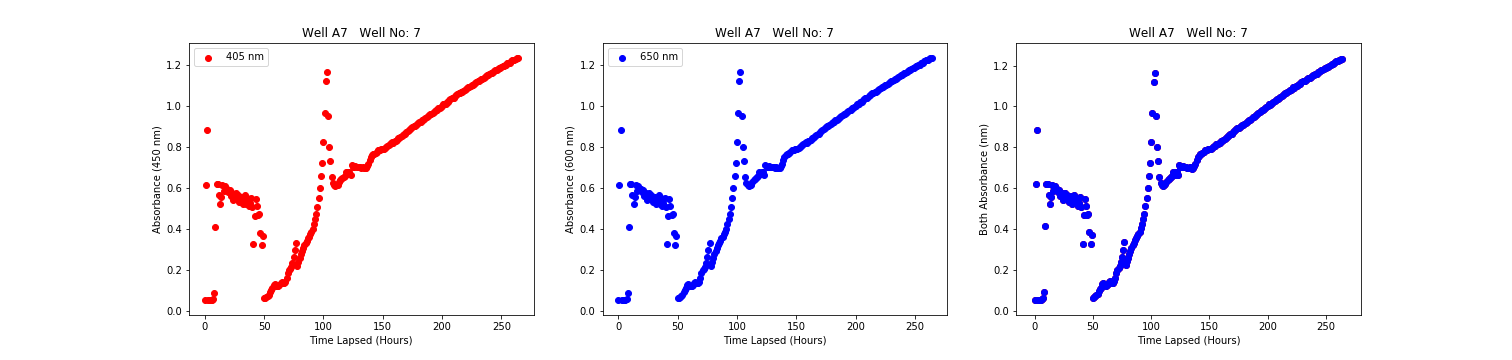 Well A7   Well No: 7
405 nm
Absorbance (450 nm)
1.2
1.0
0.8
0.6
0.4
0.2
0.0
0 50 100 150 200 250
Time Lapsed (Hours)
Well A7   Well No: 7
650 nm
Absorbance (600 nm)
1.2
1.0
0.8
0.6
0.4
0.2
0.0
0 50 100 150 200 250
Time Lapsed (Hours)
Well A7   Well No: 7
Both Absorbance (nm)
1.2
1.0
0.8
0.6
0.4
0.2
0.0
0 50 100 150 200 250
Time Lapsed (Hours)